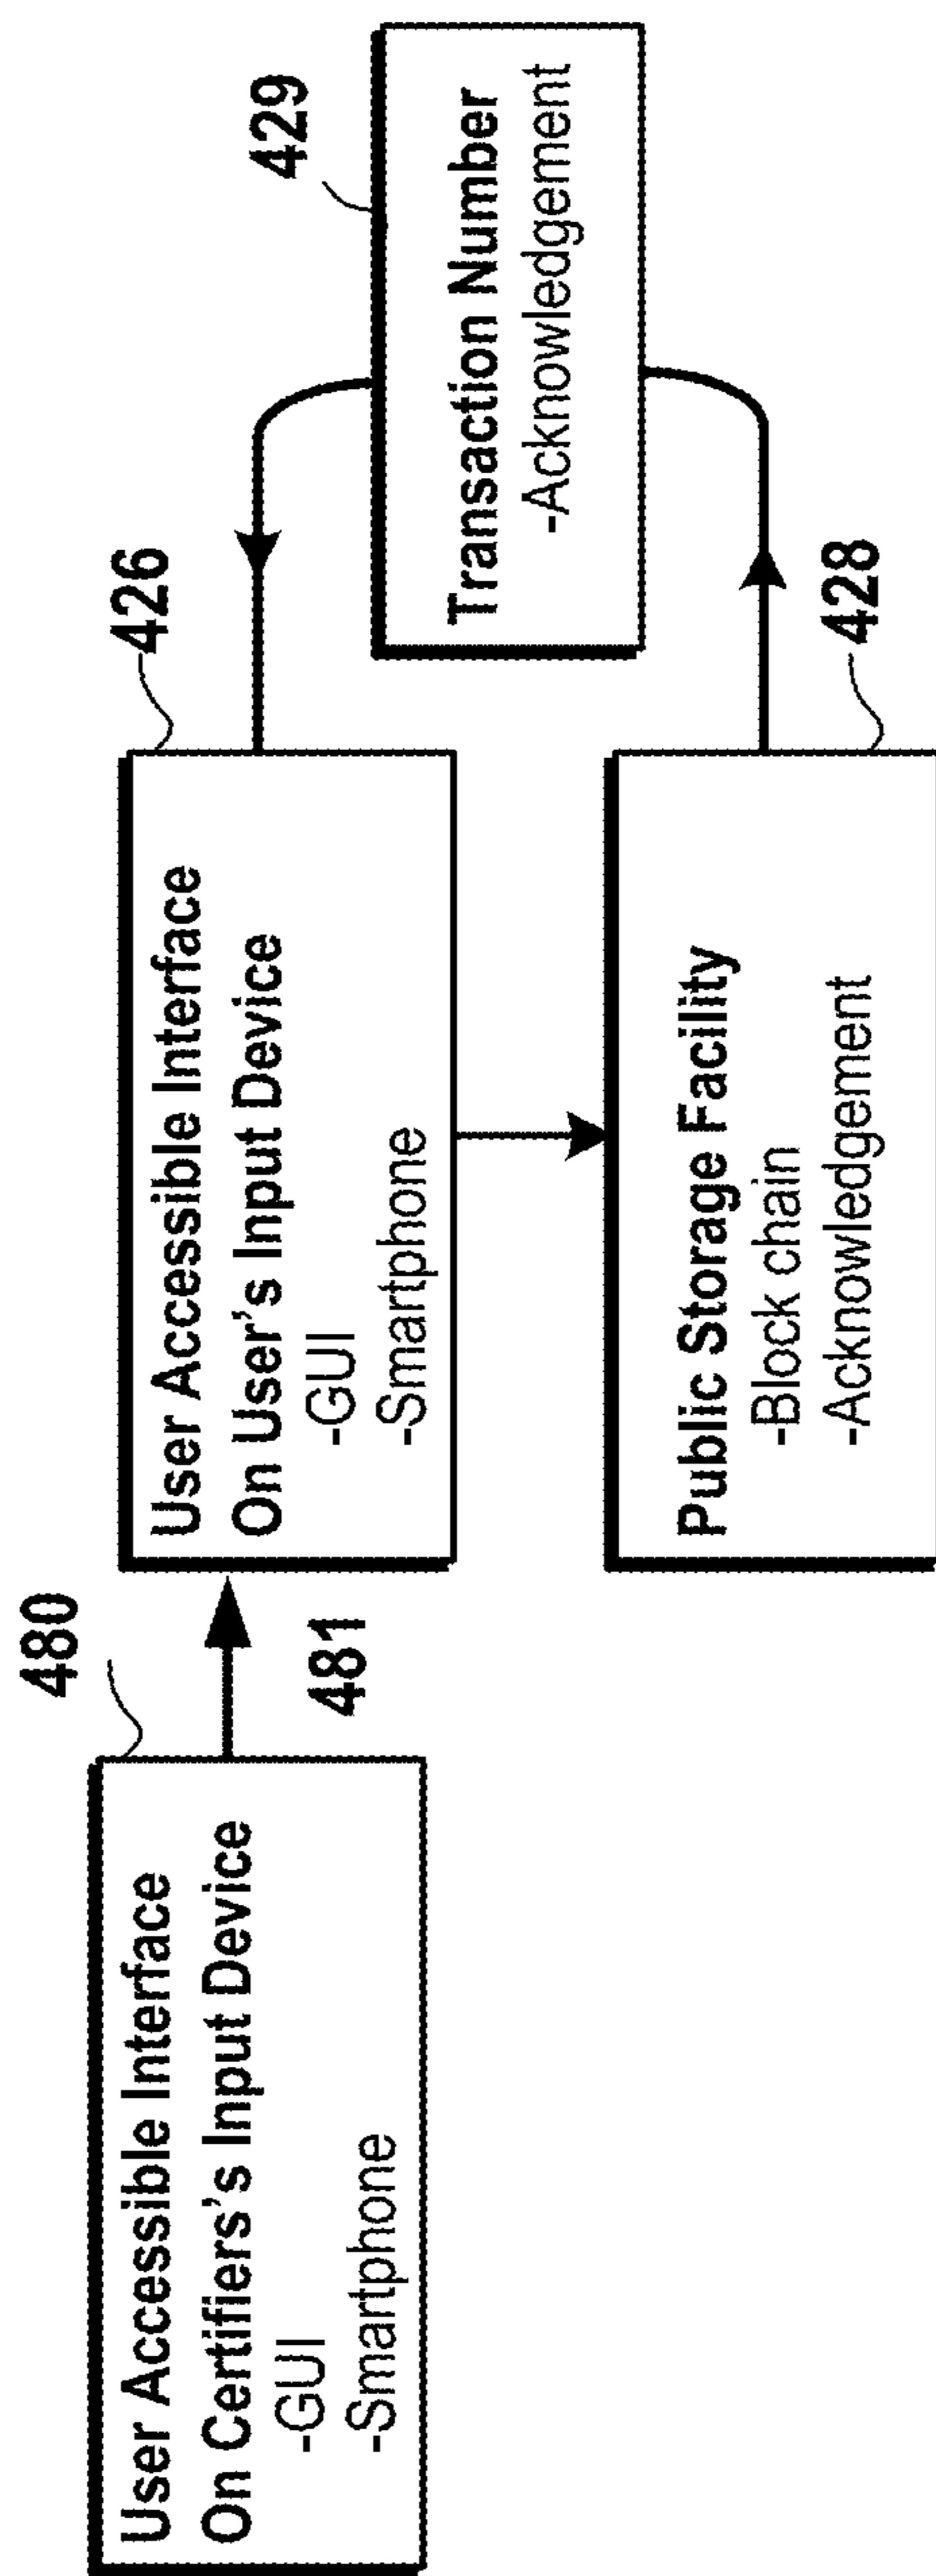 480
User Accessible Interface
On Certifiers's Input Device
-GUI
-Smartphone
481
426
User Accessible Interface
On User's Input Device
-GUI
-Smartphone
429
Transaction Number
-Acknowledgement
Public Storage Facility
-Block chain
-Acknowledgement
428